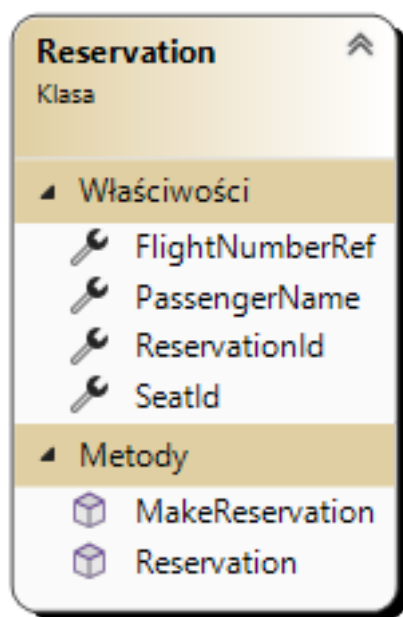 Reservation
Klasa
Właściwości
FlightNumberRef
PassengerName
ReservationId
SeatId
Metody
MakeReservation
Reservation